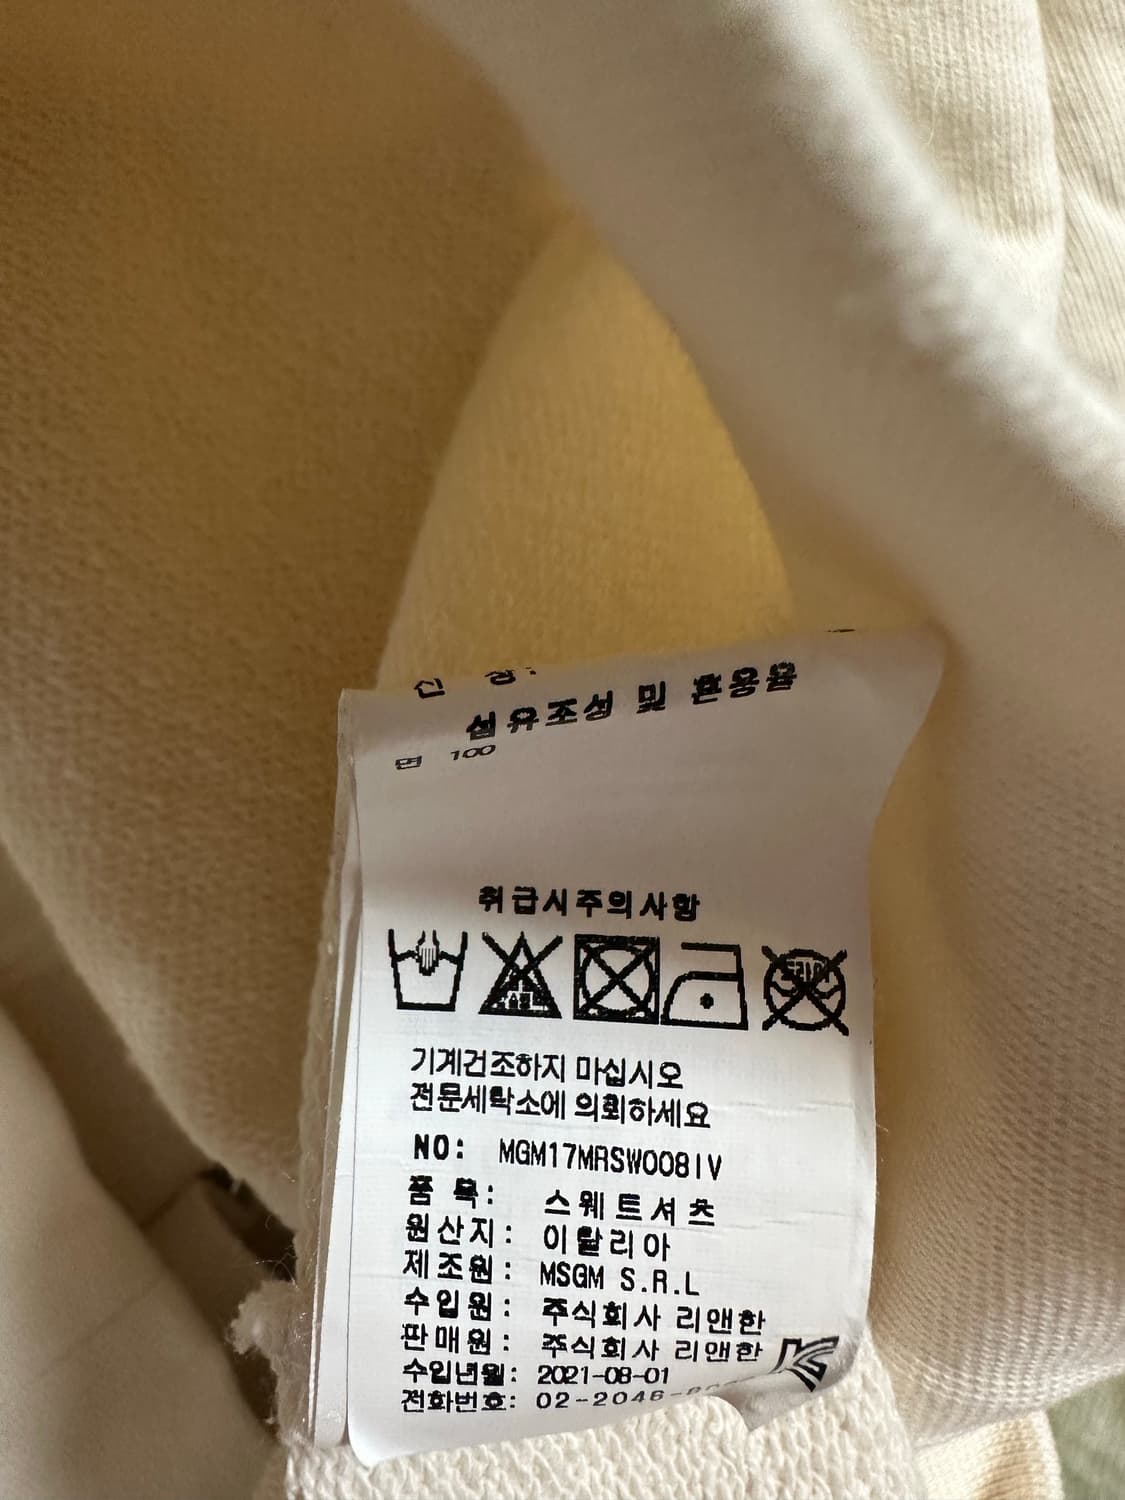 섬유조성 및 혼용율
면 100
취급시주의사항
기계건조하지 마십시오
전문세탁소에 의뢰하세요
NO: MGM17MRSW008IV
품 목: 스웨트셔츠
원산지: 이탈리아
제조원: MSGM S.R.L
수입원: 주식회사 리앤한
판매원: 주식회사 리앤한
수입년월: 2021-08-01
전화번호: 02-2046-